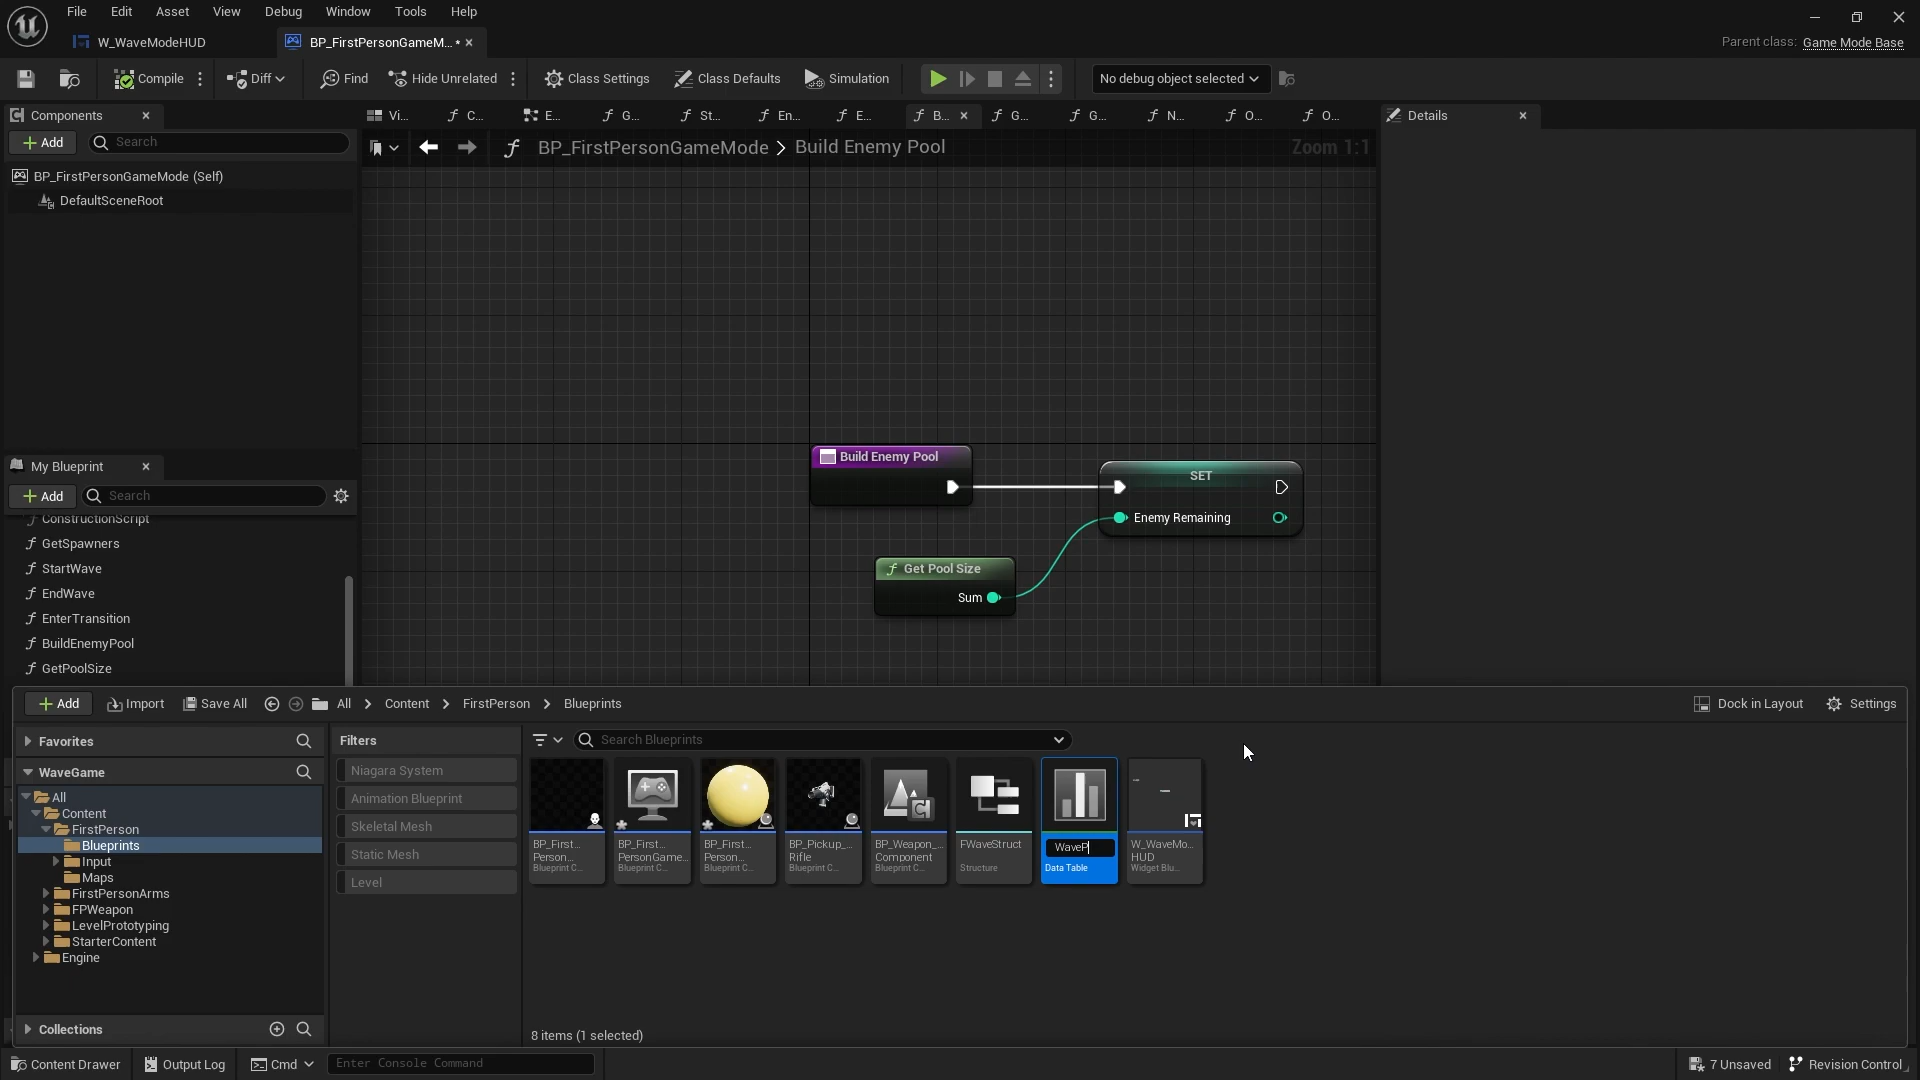 File Edit Asset View Debug Window Tools Help
W_WaveModeHUD
BP_FirstPersonGameM... •
Parent class: Game Mode Base
Compile
Diff
Find
Hide Unrelated
Class Settings
Class Defaults
Simulation
No debug object selected
Components
Vi...
C...
E...
G...
St...
En...
E...
B...
G...
G...
N...
O...
O...
Details
Add
Search
BP_FirstPersonGameMode > Build Enemy Pool
Zoom 1:1
BP_FirstPersonGameMode (Self)
DefaultSceneRoot
Build Enemy Pool
SET
Enemy Remaining
Get Pool Size
Sum
My Blueprint
Add
Search
ConstructionScript
GetSpawners
StartWave
EndWave
EnterTransition
BuildEnemyPool
GetPoolSize
Add
Import
Save All
All > Content > FirstPerson > Blueprints
Dock in Layout
Settings
Favorites
WaveGame
All
Content
FirstPerson
Blueprints
Input
Maps
FirstPersonArms
FPWeapon
LevelPrototyping
StarterContent
Engine
Collections
Filters
Niagara System
Animation Blueprint
Skeletal Mesh
Static Mesh
Level
Search Blueprints
BP_First...
Person...
Blueprint C...
BP_First...
PersonGame...
Blueprint C...
BP_First...
Person...
Blueprint C...
BP_Pickup_...
Rifle
Blueprint C...
BP_Weapon_...
Component
Blueprint C...
FWaveStruct
Structure
WaveP
Data Table
W_WaveMo...
HUD
Widget Blu...
8 items (1 selected)
Content Drawer
Output Log
Cmd
Enter Console Command
7 Unsaved
Revision Control